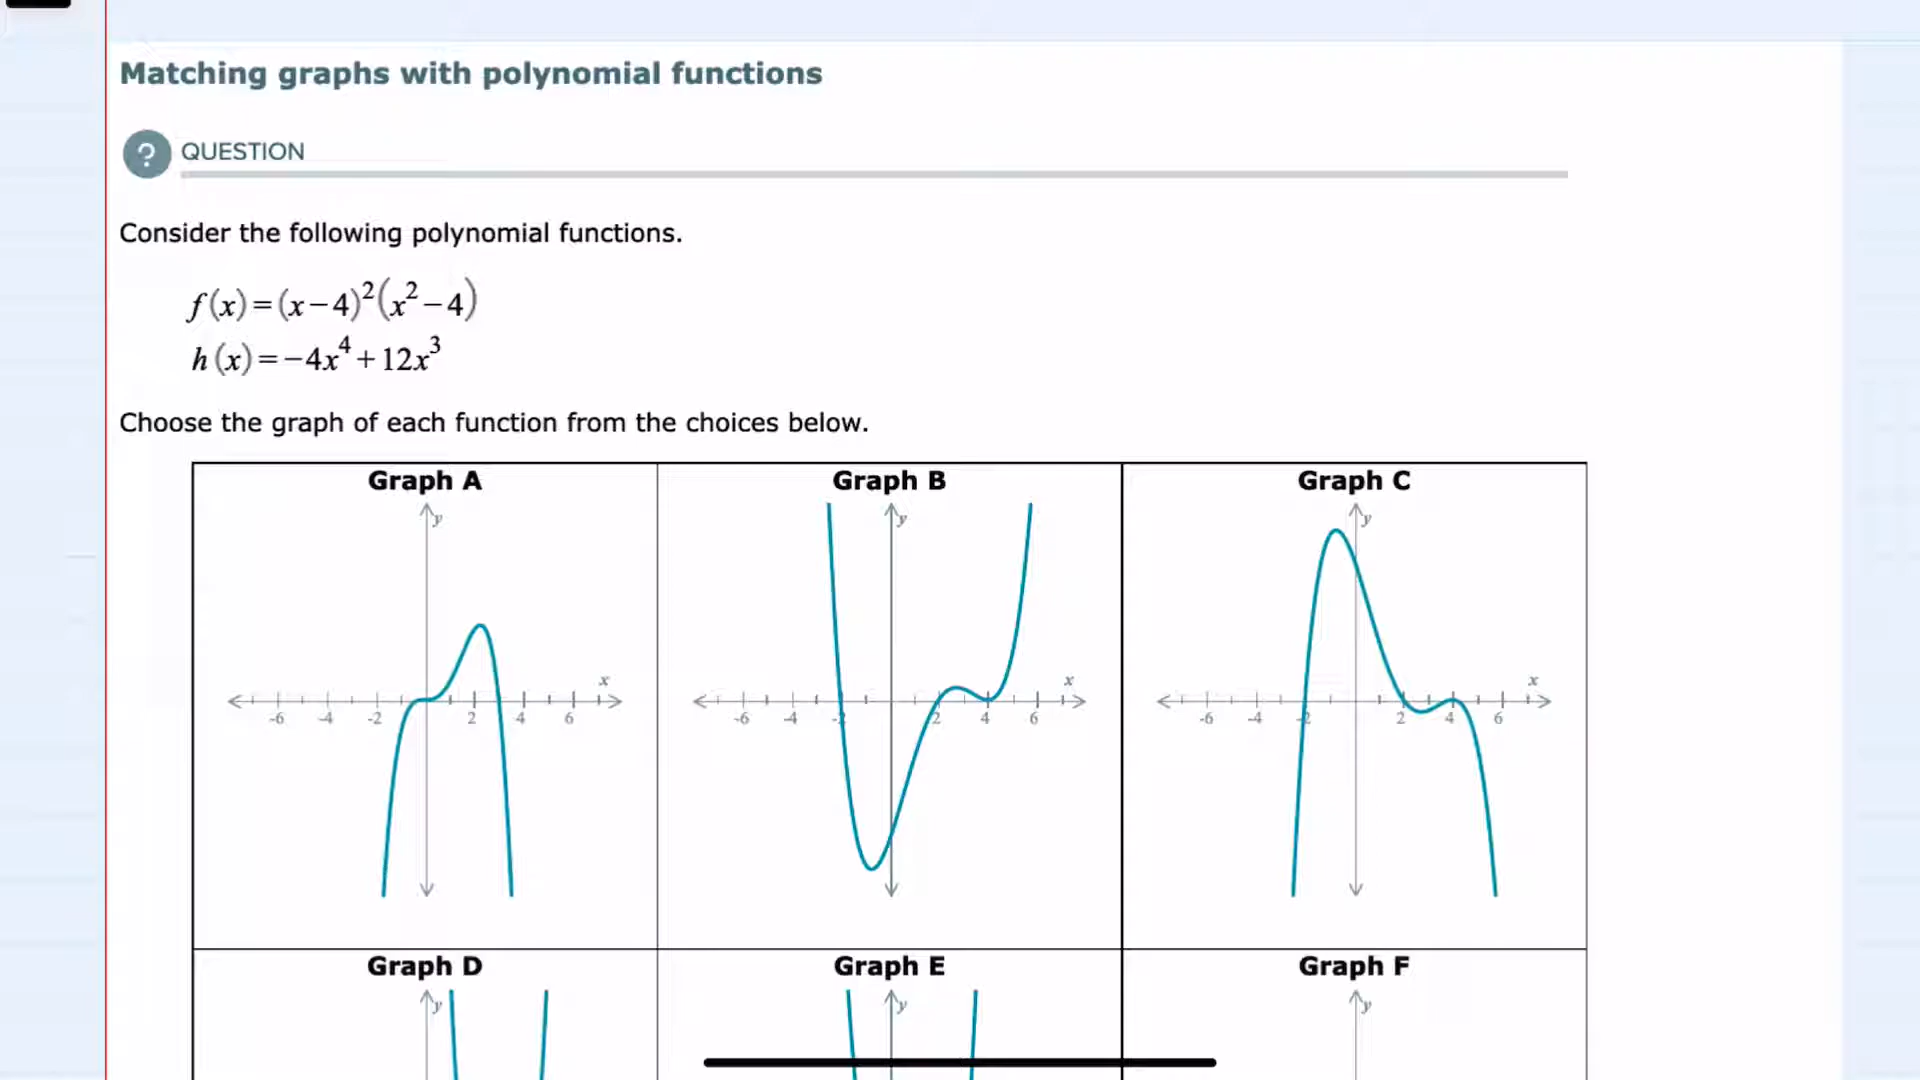 Matching graphs with polynomial functions
? QUESTION
Consider the following polynomial functions.
f(x)=(x−4)²(x²−4)
h(x)=−4x⁴+12x³
Choose the graph of each function from the choices below.
Graph A Graph B Graph C
y y y
x x x
-6 -4 -2 2 4 6 -6 -4 -2 2 4 6 -6 -4 -2 2 4 6
Graph D Graph E Graph F
y y y